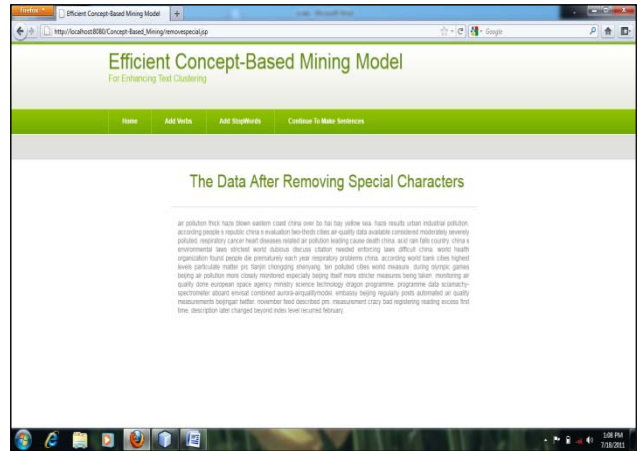 Firefox
Efficient Concept-Based Mining Model
http://localhost:8080/Concept-Based_Mining/removespecial.jsp
Google
Efficient Concept-Based Mining Model
For Enhancing Text Clustering
Home Add Verbs Add StopWords Continue To Make Sentences
The Data After Removing Special Characters
air pollution thick haze blown eastern coast china over bo hai bay yellow sea. haze results urban industrial pollution.
according people s republic china s evaluation two-thirds cities air-quality data available considered moderately severely
polluted. respiratory cancer heart diseases related air pollution leading cause death china. acid rain falls country. china s
environmental laws strictest world dubious discuss citation needed enforcing laws difficult china. world health
organization found people die prematurely each year respiratory problems china. according world bank cities highest
levels particulate matter prc tianjin chongqing shenyang. ten polluted cities world measure. during olympic games
beijing air pollution more closely monitored especially beijing itself more stricter measures being taken. monitoring air
quality done european space agency ministry science technology dragon programme. programme data sciamachy-
spectrometer aboard envisat combined aurora-airqualitymodel. embassy beijing regularly posts automated air quality
measurements beijingair twitter. november feed described pm. measurement crazy bad registering reading excess first
time. description later changed beyond index level recurred february.
1:08 PM
7/18/2011